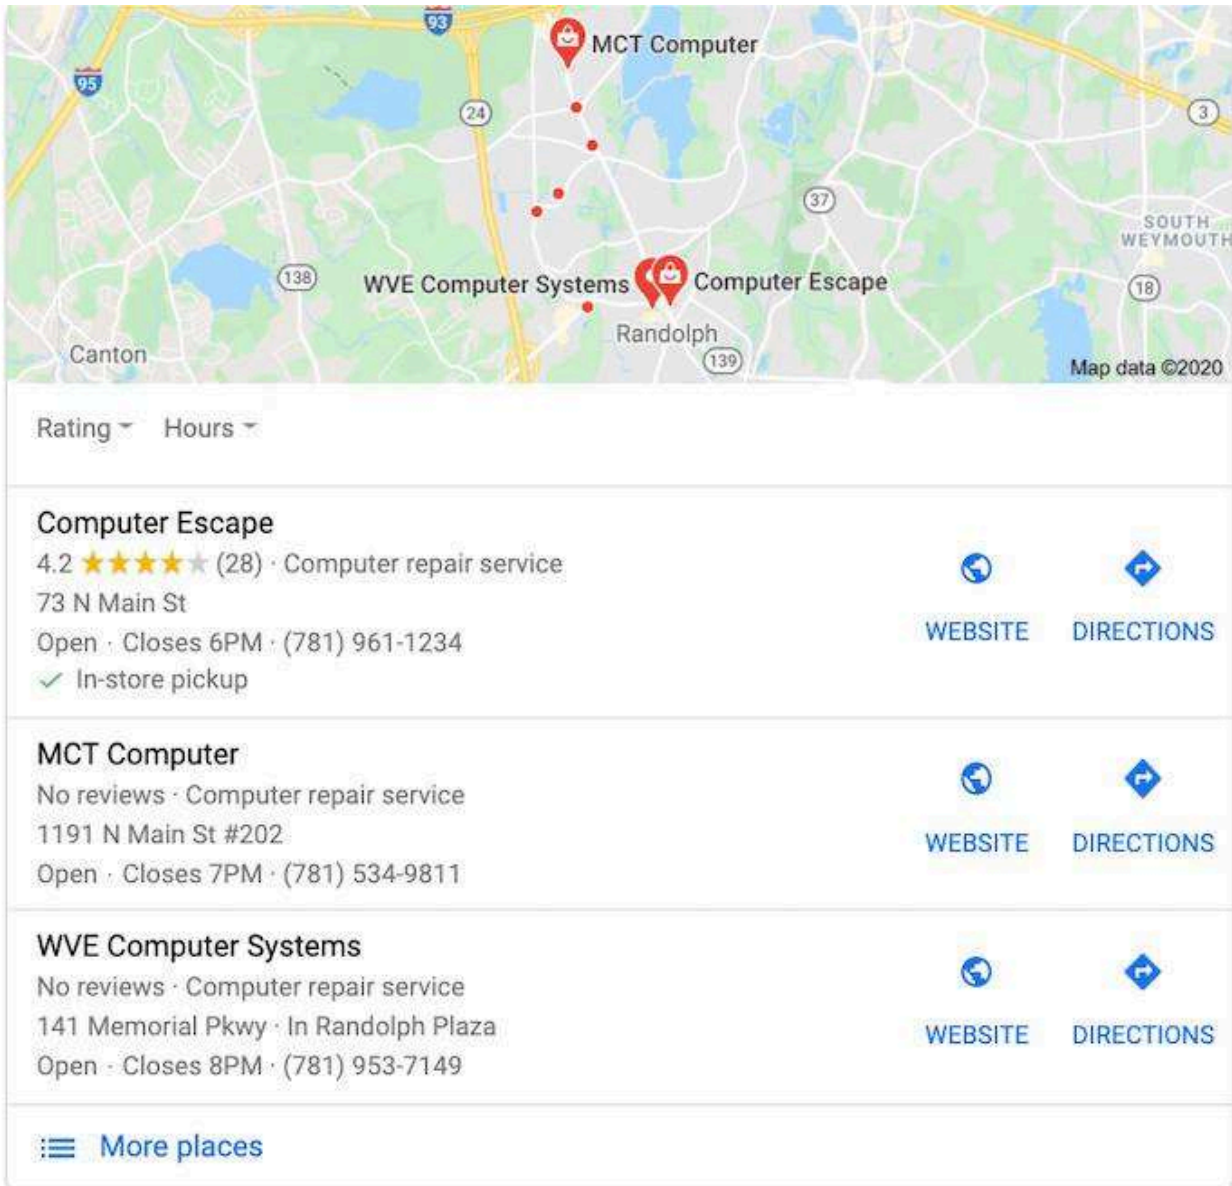 93
MCT Computer
95
24
3
37
SOUTH
WEYMOUTH
138
WVE Computer Systems
Computer Escape
18
Randolph
Canton
139
Map data ©2020
Rating Hours
Computer Escape
4.2 ★★★★★ (28) · Computer repair service
73 N Main St
Open · Closes 6PM · (781) 961-1234
✓ In-store pickup
WEBSITE DIRECTIONS
MCT Computer
No reviews · Computer repair service
1191 N Main St #202
Open · Closes 7PM · (781) 534-9811
WEBSITE DIRECTIONS
WVE Computer Systems
No reviews · Computer repair service
141 Memorial Pkwy · In Randolph Plaza
Open · Closes 8PM · (781) 953-7149
WEBSITE DIRECTIONS
More places